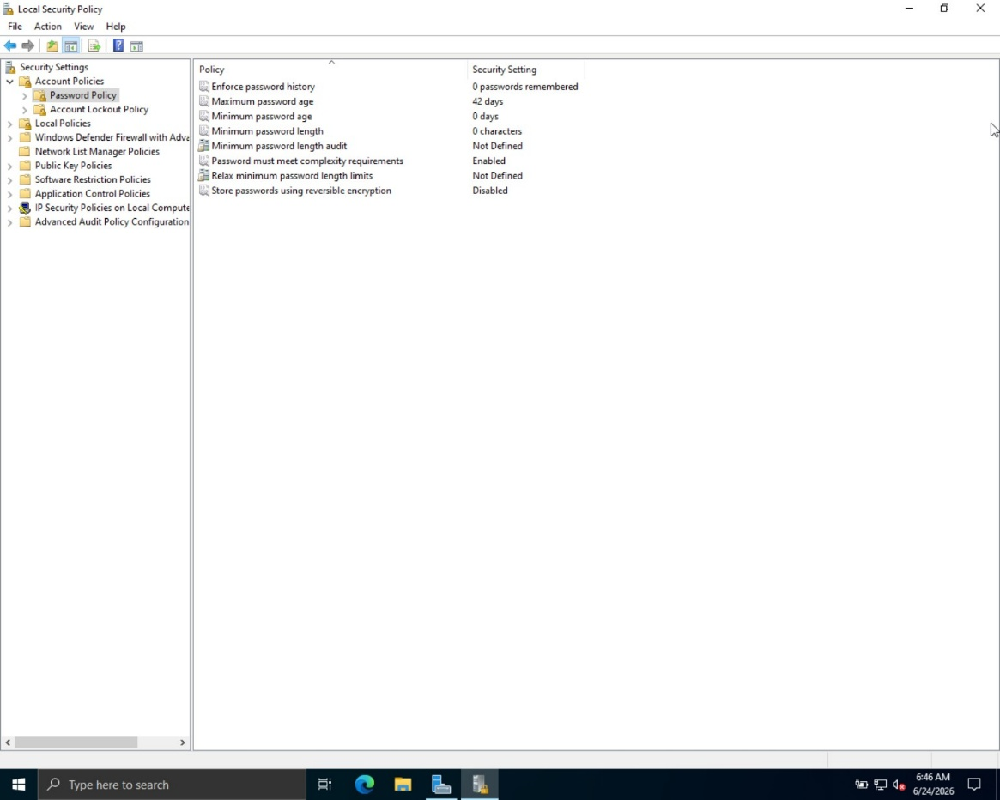 Local Security Policy
File Action View Help
Security Settings
Account Policies
Password Policy
Account Lockout Policy
Local Policies
Windows Defender Firewall with Adva
Network List Manager Policies
Public Key Policies
Software Restriction Policies
Application Control Policies
IP Security Policies on Local Compute
Advanced Audit Policy Configuration
Policy Security Setting
Enforce password history 0 passwords remembered
Maximum password age 42 days
Minimum password age 0 days
Minimum password length 0 characters
Minimum password length audit Not Defined
Password must meet complexity requirements Enabled
Relax minimum password length limits Not Defined
Store passwords using reversible encryption Disabled
Type here to search
6:46 AM
6/24/2026